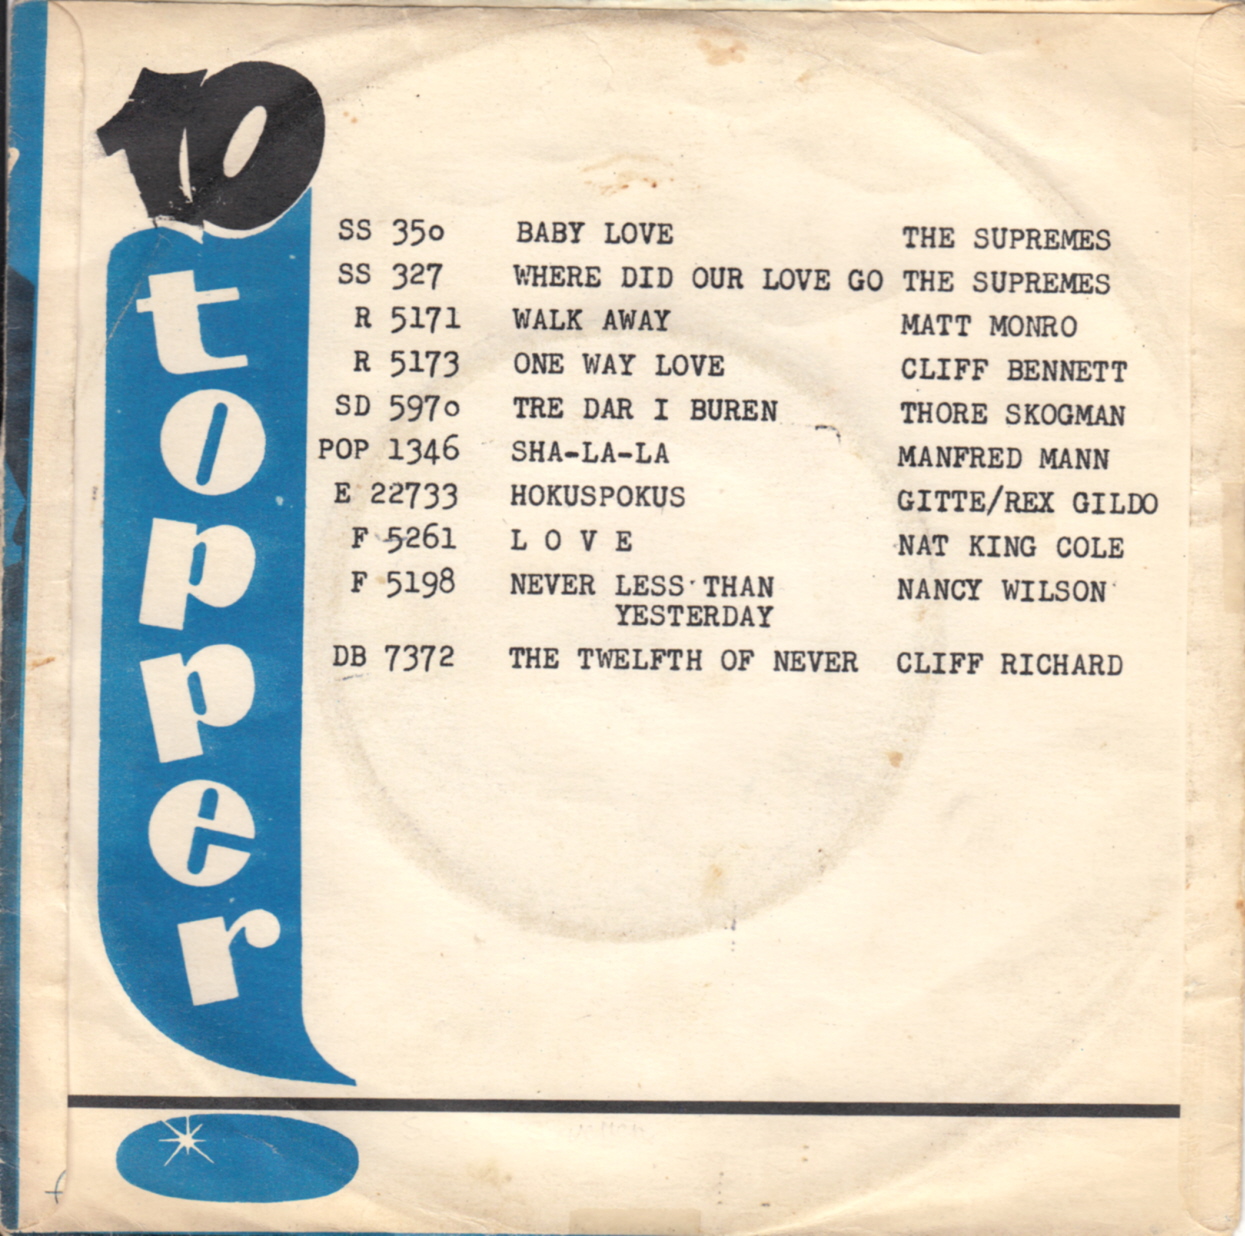 10
topper
SS 350 BABY LOVE THE SUPREMES
SS 327 WHERE DID OUR LOVE GO THE SUPREMES
R 5171 WALK AWAY MATT MONRO
R 5173 ONE WAY LOVE CLIFF BENNETT
SD 5970 TRE DAR I BUREN THORE SKOGMAN
POP 1346 SHA-LA-LA MANFRED MANN
E 22733 HOKUSPOKUS GITTE/REX GILDO
F 5261 L O V E NAT KING COLE
F 5198 NEVER LESS THAN NANCY WILSON
YESTERDAY
DB 7372 THE TWELFTH OF NEVER CLIFF RICHARD